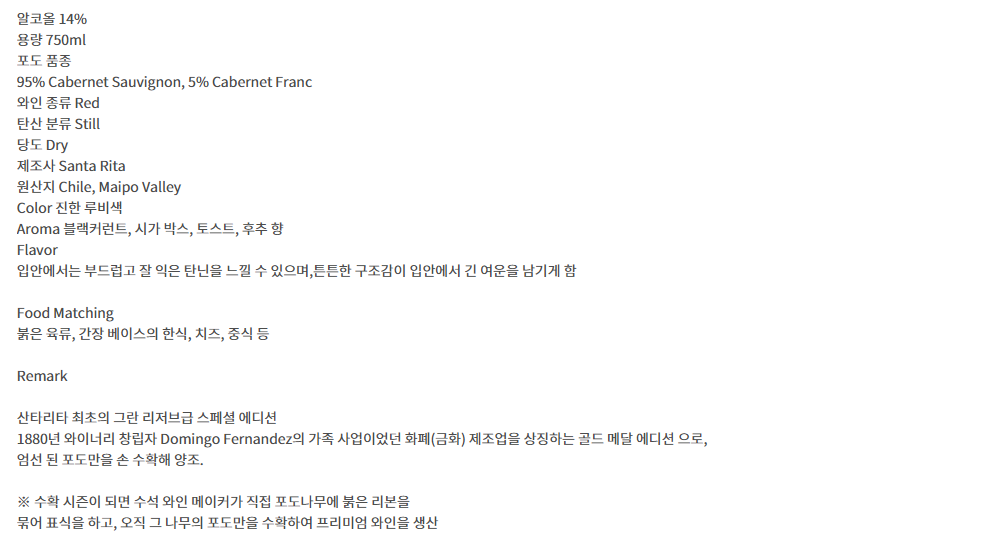 알코올 14%
용량 750ml
포도 품종
95% Cabernet Sauvignon, 5% Cabernet Franc
와인 종류 Red
탄산 분류 Still
당도 Dry
제조사 Santa Rita
원산지 Chile, Maipo Valley
Color 진한 루비색
Aroma 블랙커런트, 시가 박스, 토스트, 후추 향
Flavor
입안에서는 부드럽고 잘 익은 탄닌을 느낄 수 있으며,튼튼한 구조감이 입안에서 긴 여운을 남기게 함
Food Matching
붉은 육류, 간장 베이스의 한식, 치즈, 중식 등
Remark
산타리타 최초의 그란 리저브급 스페셜 에디션
1880년 와이너리 창립자 Domingo Fernandez의 가족 사업이었던 화폐(금화) 제조업을 상징하는 골드 메달 에디션 으로,
엄선 된 포도만을 손 수확해 양조.
※ 수확 시즌이 되면 수석 와인 메이커가 직접 포도나무에 붉은 리본을
묶어 표식을 하고, 오직 그 나무의 포도만을 수확하여 프리미엄 와인을 생산